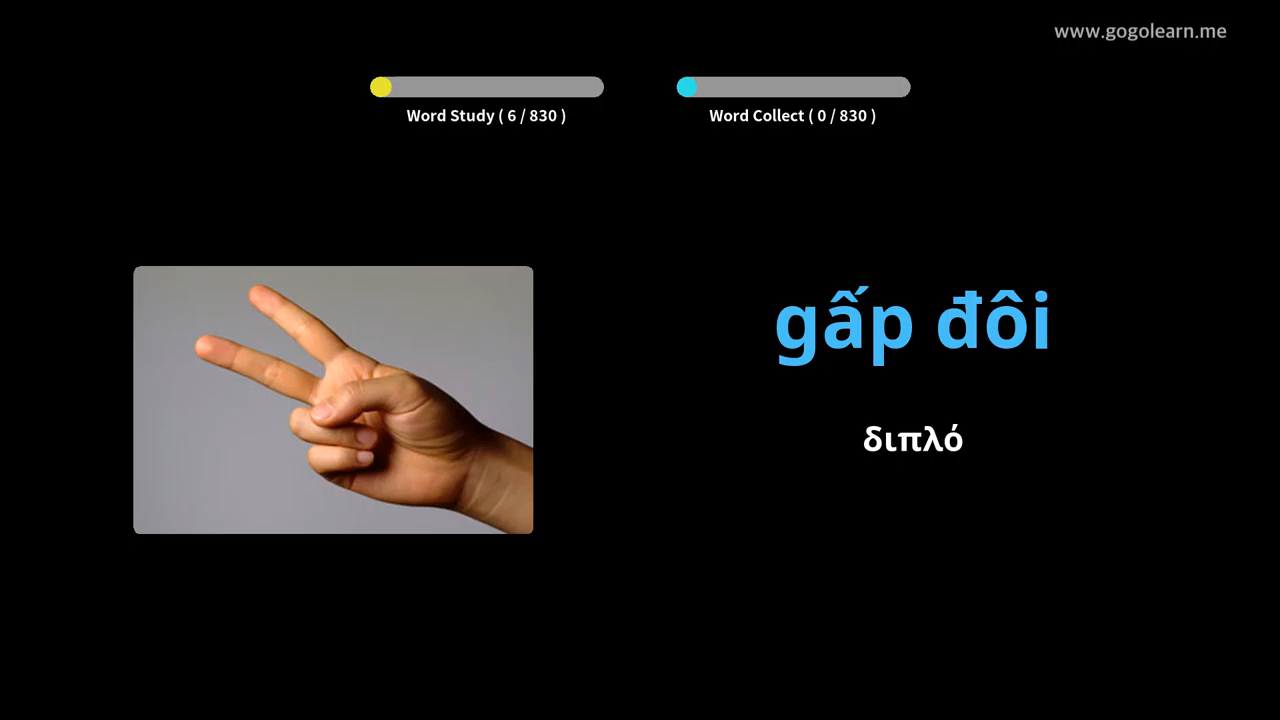 www.gogolearn.me
Word Study ( 6 / 830 )
Word Collect ( 0 / 830 )
gấp đôi
διπλό